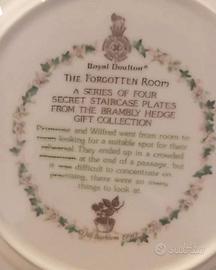 Royal Doulton®
THE FORGOTTEN ROOM
A SERIES OF FOUR
SECRET STAIRCASE PLATES
FROM THE BRAMBLY HEDGE
GIFT COLLECTION
Primrose and Wilfred went from room to
room looking for a suitable spot for their
rehearsal. They ended up in a crowded
at the end of a passage, but
it was difficult to concentrate on
practising, there were so many
things to look at.
Subito.it